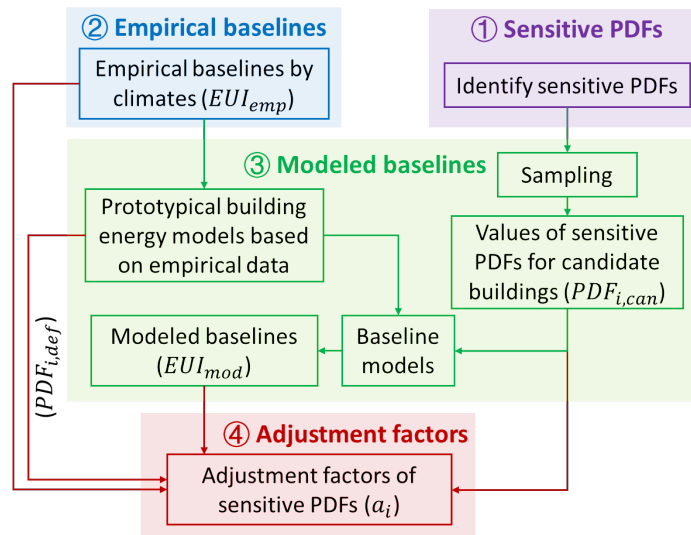 ② Empirical baselines
Empirical baselines by
climates (EUI_emp)
① Sensitive PDFs
Identify sensitive PDFs
③ Modeled baselines
Sampling
Prototypical building
energy models based
on empirical data
Values of sensitive
PDFs for candidate
buildings (PDF_i,can)
(PDF_i,def)
Modeled baselines
(EUI_mod)
Baseline
models
④ Adjustment factors
Adjustment factors of
sensitive PDFs (a_i)